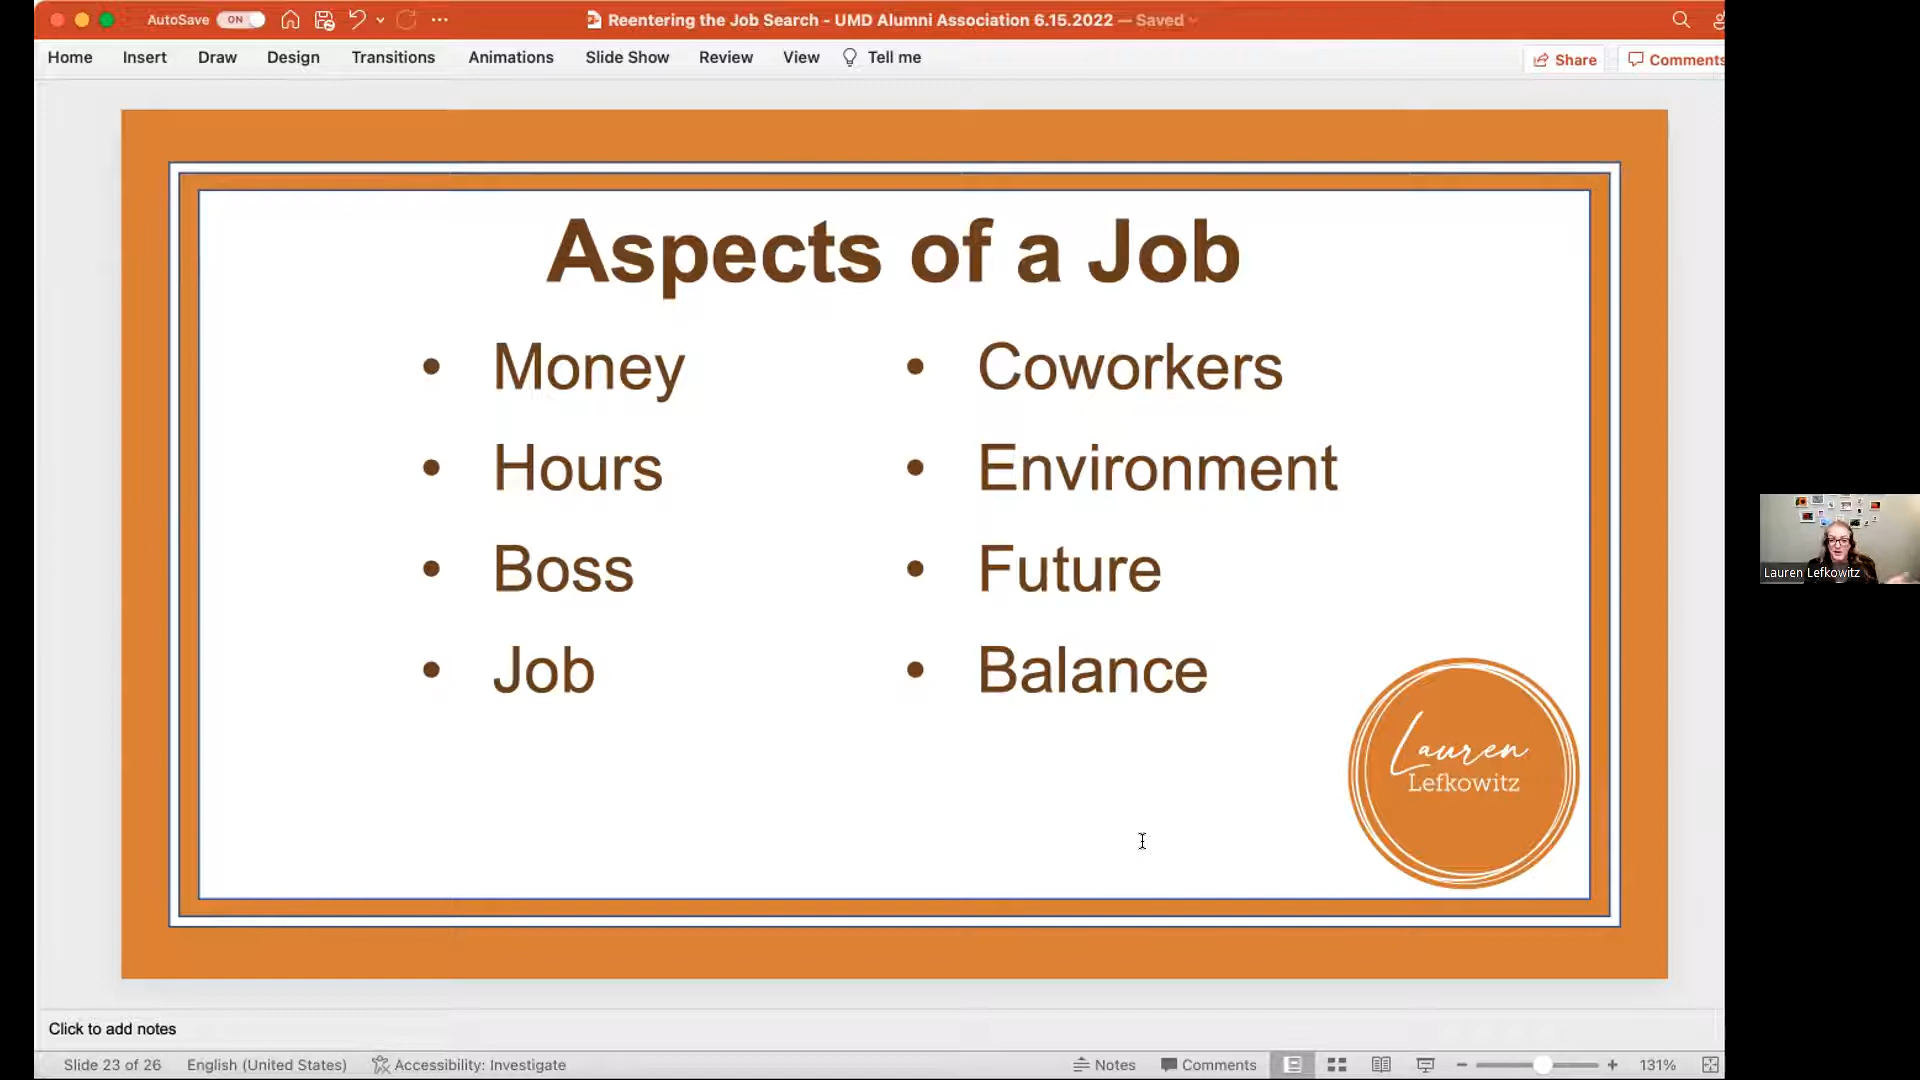 AutoSave ON Reentering the Job Search - UMD Alumni Association 6.15.2022 — Saved
Home Insert Draw Design Transitions Animations Slide Show Review View Tell me Share Comments
Aspects of a Job
• Money
• Hours
• Boss
• Job
• Coworkers
• Environment
• Future
• Balance
Lauren
Lefkowitz
Lauren Lefkowitz
Click to add notes
Slide 23 of 26 English (United States) Accessibility: Investigate Notes Comments 131%